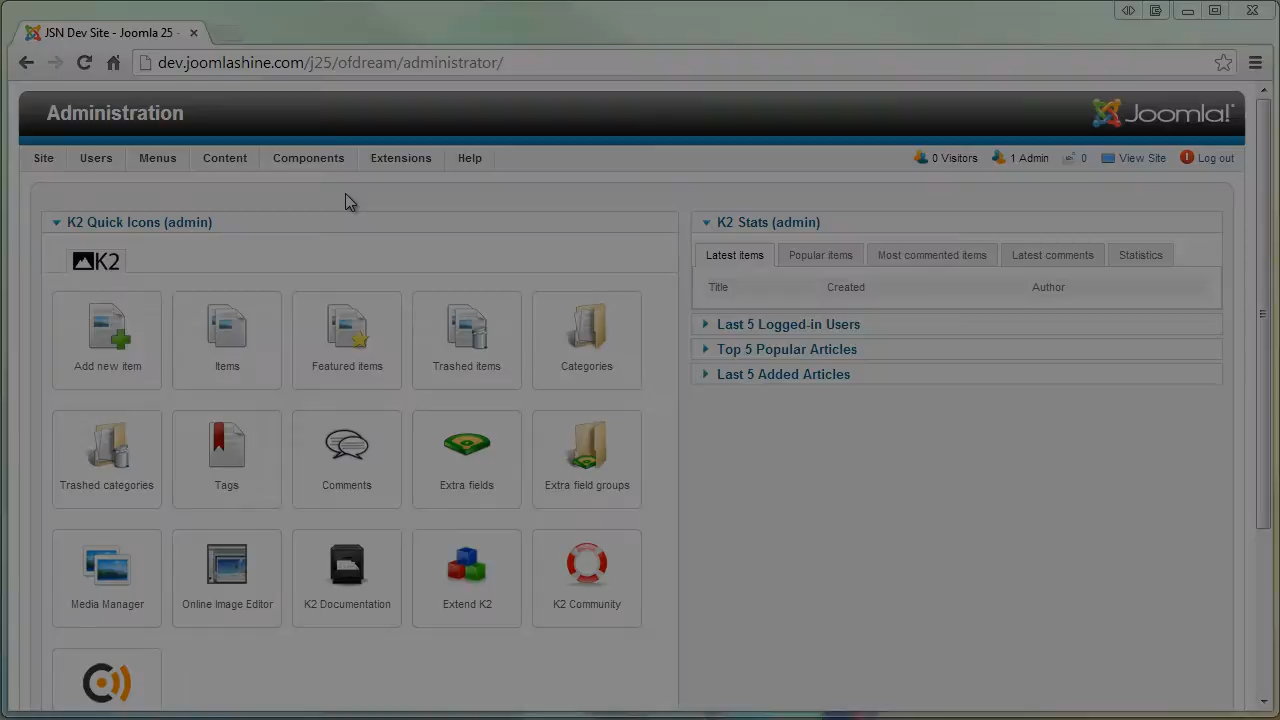 JSN Dev Site - Joomla 25
dev.joomlashine.com/j25/ofdream/administrator/
Administration
Joomla!
Site Users Menus Content Components Extensions Help 0 Visitors 1 Admin 0 View Site Log out
K2 Quick Icons (admin)
K2
Add new item Items Featured items Trashed items Categories
Trashed categories Tags Comments Extra fields Extra field groups
Media Manager Online Image Editor K2 Documentation Extend K2 K2 Community
K2 Stats (admin)
Latest items Popular items Most commented items Latest comments Statistics
Title Created Author
Last 5 Logged-in Users
Top 5 Popular Articles
Last 5 Added Articles